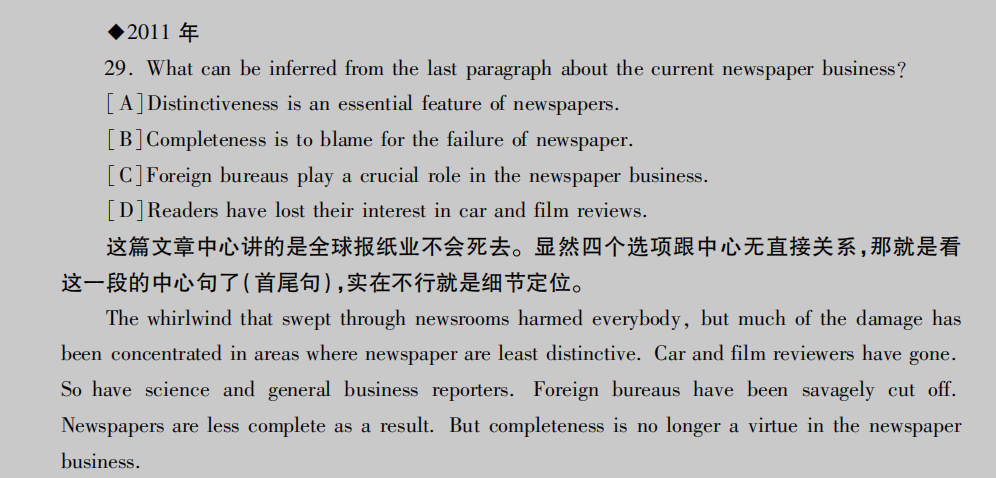 ◆2011 年
29. What can be inferred from the last paragraph about the current newspaper business?
[A]Distinctiveness is an essential feature of newspapers.
[B]Completeness is to blame for the failure of newspaper.
[C]Foreign bureaus play a crucial role in the newspaper business.
[D]Readers have lost their interest in car and film reviews.
这篇文章中心讲的是全球报纸业不会死去。显然四个选项跟中心无直接关系,那就是看
这一段的中心句了(首尾句),实在不行就是细节定位。
The whirlwind that swept through newsrooms harmed everybody, but much of the damage has
been concentrated in areas where newspaper are least distinctive. Car and film reviewers have gone.
So have science and general business reporters. Foreign bureaus have been savagely cut off.
Newspapers are less complete as a result. But completeness is no longer a virtue in the newspaper
business.